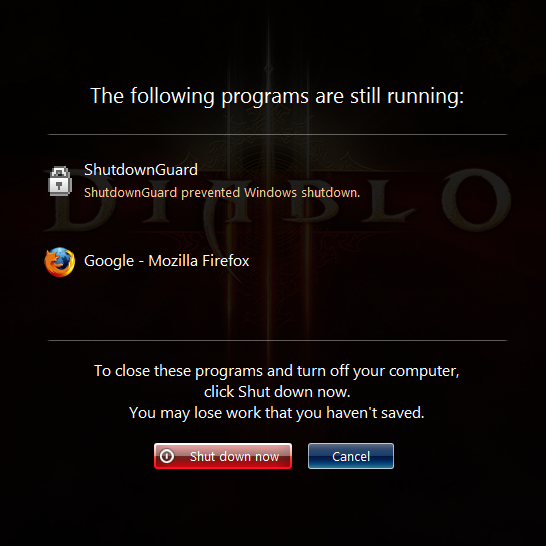 The following programs are still running:
ShutdownGuard
ShutdownGuard prevented Windows shutdown.
DIABLO
Google - Mozilla Firefox
To close these programs and turn off your computer,
click Shut down now.
You may lose work that you haven't saved.
Shut down now
Cancel